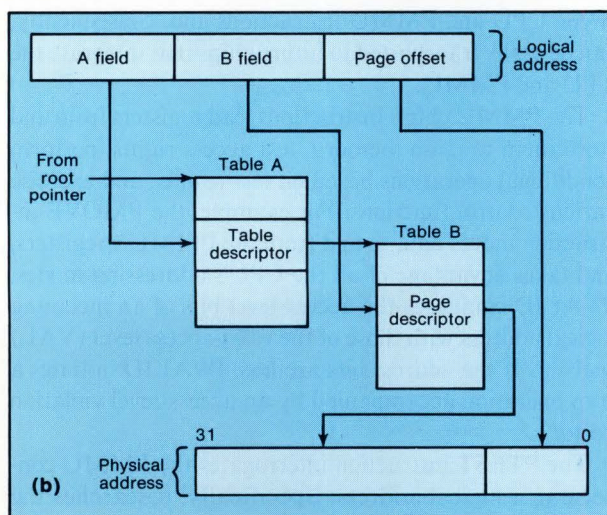 A field B field Page offset
Logical address
From root pointer
Table A
Table descriptor
Table B
Page descriptor
31 0
Physical address
(b)